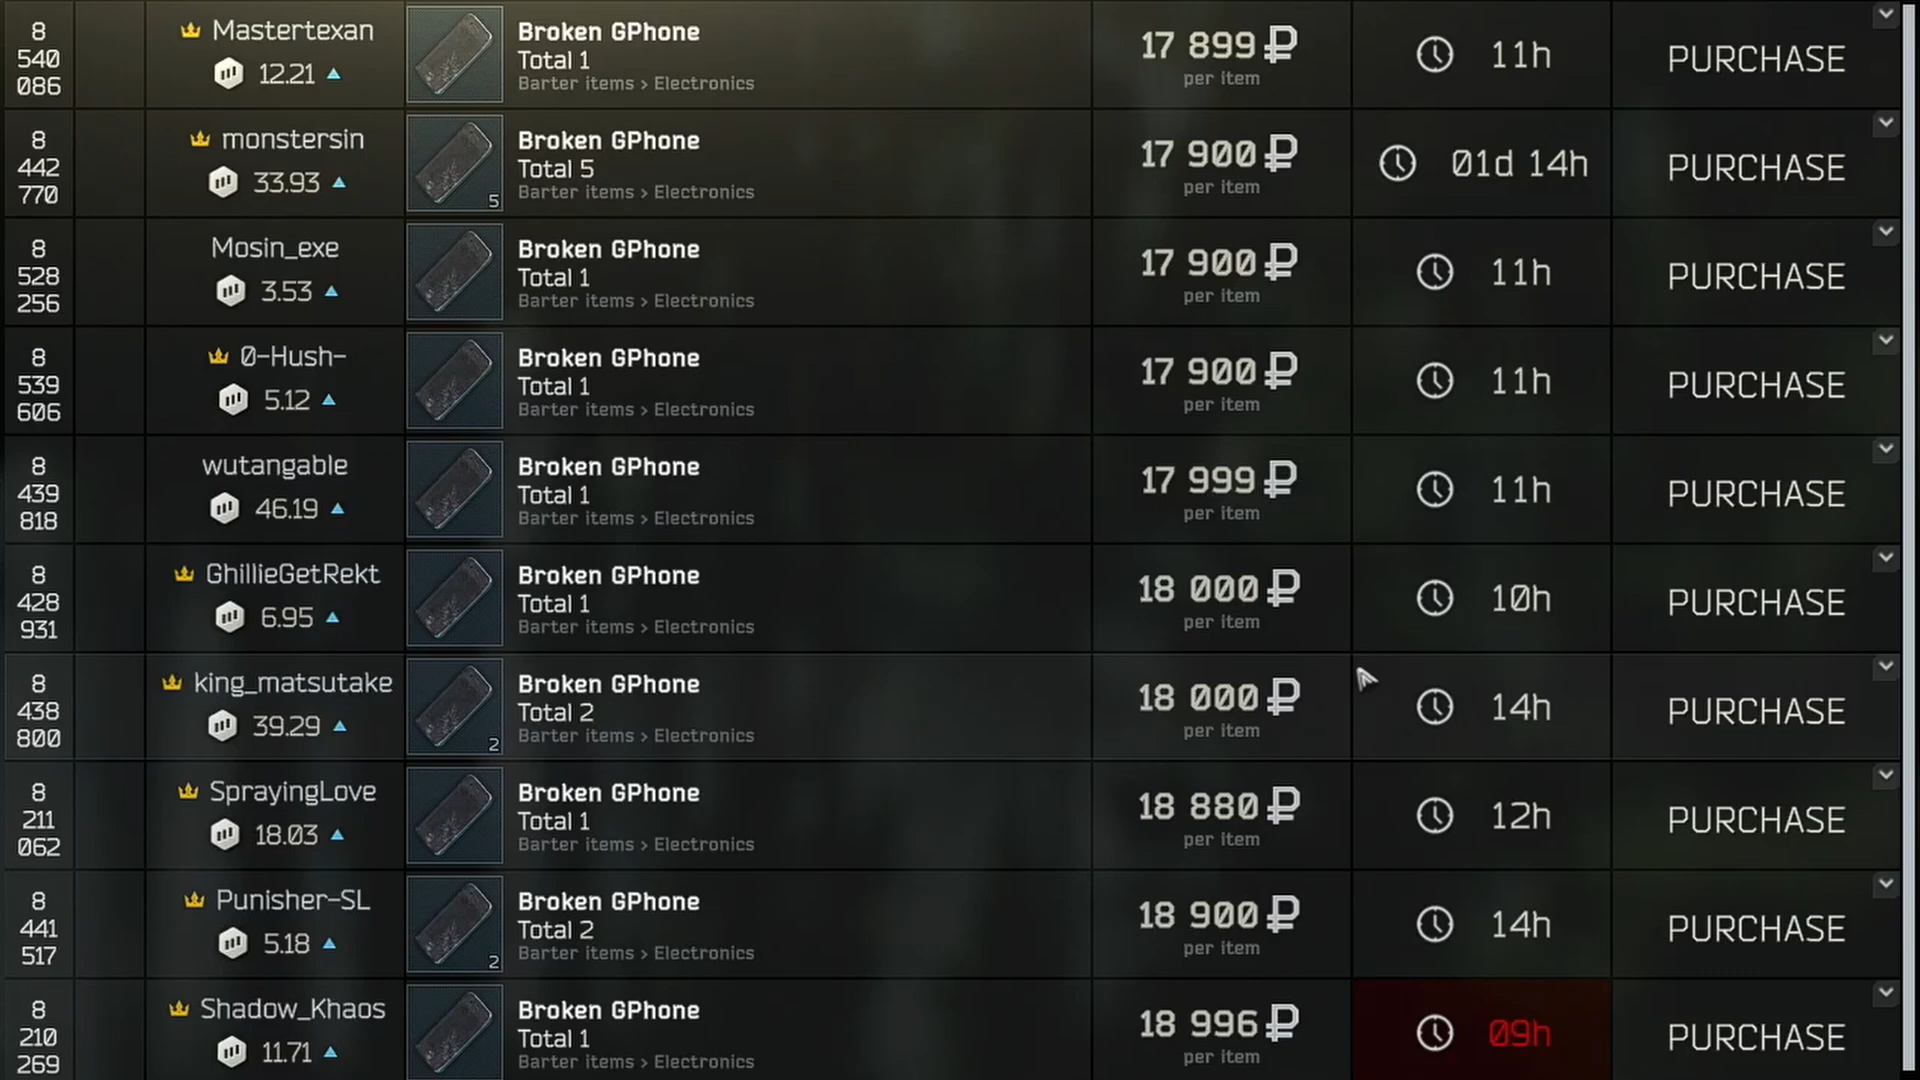 8
540
086
Mastertexan
12.21
Broken GPhone
Total 1
Barter items > Electronics
17 899 ₽
per item
11h
PURCHASE
8
442
770
monstersin
33.93
5
Broken GPhone
Total 5
Barter items > Electronics
17 900 ₽
per item
01d 14h
PURCHASE
8
528
256
Mosin_exe
3.53
Broken GPhone
Total 1
Barter items > Electronics
17 900 ₽
per item
11h
PURCHASE
8
539
606
0-Hush-
5.12
Broken GPhone
Total 1
Barter items > Electronics
17 900 ₽
per item
11h
PURCHASE
8
439
818
wutangable
46.19
Broken GPhone
Total 1
Barter items > Electronics
17 999 ₽
per item
11h
PURCHASE
8
428
931
GhillieGetRekt
6.95
Broken GPhone
Total 1
Barter items > Electronics
18 000 ₽
per item
10h
PURCHASE
8
438
800
king_matsutake
39.29
2
Broken GPhone
Total 2
Barter items > Electronics
18 000 ₽
per item
14h
PURCHASE
8
211
062
SprayingLove
18.03
Broken GPhone
Total 1
Barter items > Electronics
18 880 ₽
per item
12h
PURCHASE
8
441
517
Punisher-SL
5.18
2
Broken GPhone
Total 2
Barter items > Electronics
18 900 ₽
per item
14h
PURCHASE
8
210
269
Shadow_Khaos
11.71
Broken GPhone
Total 1
Barter items > Electronics
18 996 ₽
per item
09h
PURCHASE